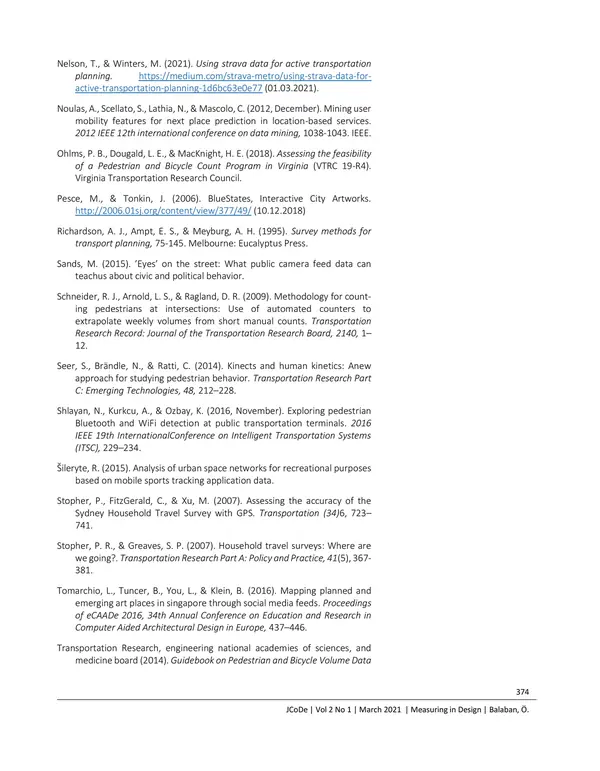 Nelson, T., & Winters, M. (2021). Using strava data for active transportation
planning. https://medium.com/strava-metro/using-strava-data-for-
active-transportation-planning-1d6bc63e0e77 (01.03.2021).
Noulas, A., Scellato, S., Lathia, N., & Mascolo, C. (2012, December). Mining user
mobility features for next place prediction in location-based services.
2012 IEEE 12th international conference on data mining, 1038-1043. IEEE.
Ohlms, P. B., Dougald, L. E., & MacKnight, H. E. (2018). Assessing the feasibility
of a Pedestrian and Bicycle Count Program in Virginia (VTRC 19-R4).
Virginia Transportation Research Council.
Pesce, M., & Tonkin, J. (2006). BlueStates, Interactive City Artworks.
http://2006.01sj.org/content/view/377/49/ (10.12.2018)
Richardson, A. J., Ampt, E. S., & Meyburg, A. H. (1995). Survey methods for
transport planning, 75-145. Melbourne: Eucalyptus Press.
Sands, M. (2015). ‘Eyes’ on the street: What public camera feed data can
teachus about civic and political behavior.
Schneider, R. J., Arnold, L. S., & Ragland, D. R. (2009). Methodology for count-
ing pedestrians at intersections: Use of automated counters to
extrapolate weekly volumes from short manual counts. Transportation
Research Record: Journal of the Transportation Research Board, 2140, 1–
12.
Seer, S., Brändle, N., & Ratti, C. (2014). Kinects and human kinetics: Anew
approach for studying pedestrian behavior. Transportation Research Part
C: Emerging Technologies, 48, 212–228.
Shlayan, N., Kurkcu, A., & Ozbay, K. (2016, November). Exploring pedestrian
Bluetooth and WiFi detection at public transportation terminals. 2016
IEEE 19th InternationalConference on Intelligent Transportation Systems
(ITSC), 229–234.
Šileryte, R. (2015). Analysis of urban space networks for recreational purposes
based on mobile sports tracking application data.
Stopher, P., FitzGerald, C., & Xu, M. (2007). Assessing the accuracy of the
Sydney Household Travel Survey with GPS. Transportation (34)6, 723–
741.
Stopher, P. R., & Greaves, S. P. (2007). Household travel surveys: Where are
we going?. Transportation Research Part A: Policy and Practice, 41(5), 367-
381.
Tomarchio, L., Tuncer, B., You, L., & Klein, B. (2016). Mapping planned and
emerging art places in singapore through social media feeds. Proceedings
of eCAADe 2016, 34th Annual Conference on Education and Research in
Computer Aided Architectural Design in Europe, 437–446.
Transportation Research, engineering national academies of sciences, and
medicine board (2014). Guidebook on Pedestrian and Bicycle Volume Data
374
JCoDe | Vol 2 No 1 | March 2021 | Measuring in Design | Balaban, Ö.